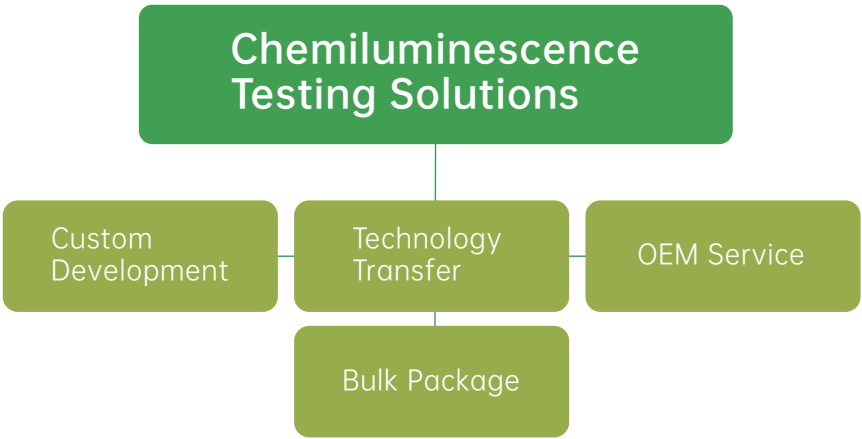 Chemiluminescence
Testing Solutions
Custom
Development
Technology
Transfer
OEM Service
Bulk Package